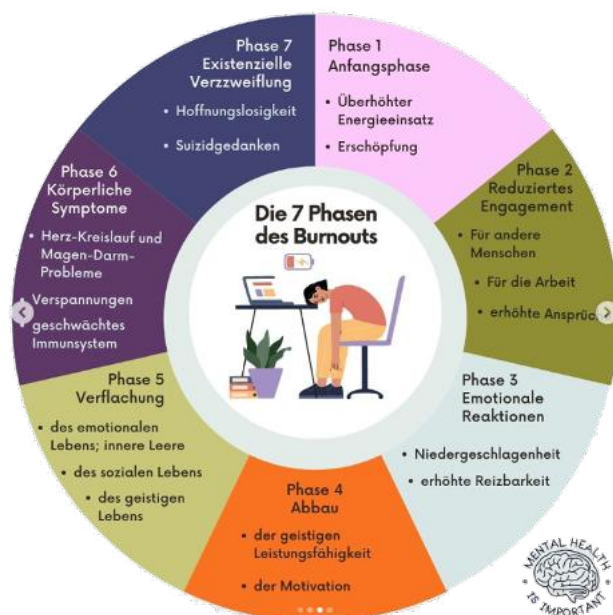 Die 7 Phasen
des Burnouts
Phase 1
Anfangsphase
• Überhöhter
Energieeinsatz
• Erschöpfung
Phase 2
Reduziertes
Engagement
• Für andere
Menschen
• Für die Arbeit
• erhöhte Ansprüc
Phase 3
Emotionale
Reaktionen
• Niedergeschlagenheit
• erhöhte Reizbarkeit
Phase 4
Abbau
• der geistigen
Leistungsfähigkeit
• der Motivation
Phase 5
Verflachung
• des emotionalen
Lebens; innere Leere
• des sozialen Lebens
• des geistigen
Lebens
Phase 6
Körperliche
Symptome
• Herz-Kreislauf und
Magen-Darm-
Probleme
Verspannungen
geschwächtes
Immunsystem
Phase 7
Existenzielle
Verzzweiflung
• Hoffnungslosigkeit
• Suizidgedanken
MENTAL HEALTH
IS IMPORTANT